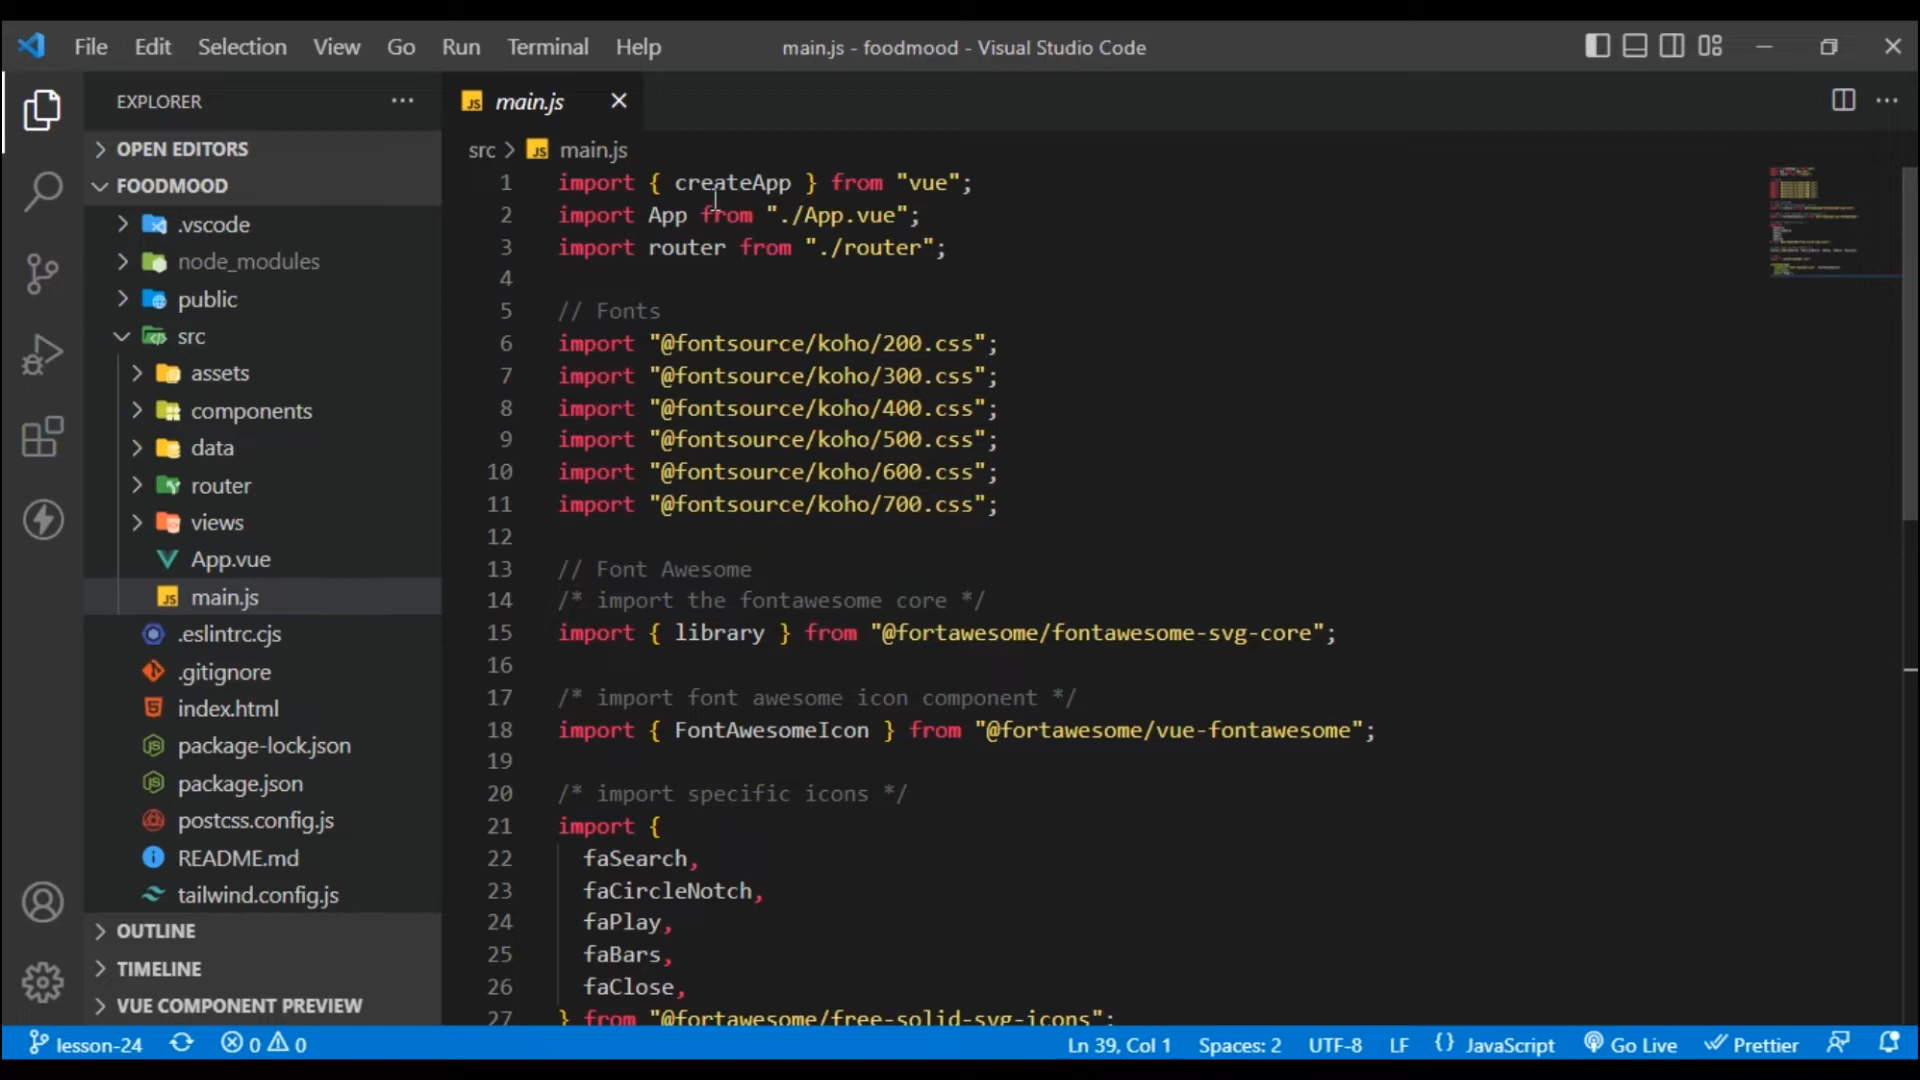 File Edit Selection View Go Run Terminal Help main.js - foodmood - Visual Studio Code
EXPLORER
OPEN EDITORS
FOODMOOD
.vscode
node_modules
public
src
assets
components
data
router
views
App.vue
main.js
.eslintrc.cjs
.gitignore
index.html
package-lock.json
package.json
postcss.config.js
README.md
tailwind.config.js
OUTLINE
TIMELINE
VUE COMPONENT PREVIEW
JS main.js
src > JS main.js
1 import { createApp } from "vue";
2 import App from "./App.vue";
3 import router from "./router";
4
5 // Fonts
6 import "@fontsource/koho/200.css";
7 import "@fontsource/koho/300.css";
8 import "@fontsource/koho/400.css";
9 import "@fontsource/koho/500.css";
10 import "@fontsource/koho/600.css";
11 import "@fontsource/koho/700.css";
12
13 // Font Awesome
14 /* import the fontawesome core */
15 import { library } from "@fortawesome/fontawesome-svg-core";
16
17 /* import font awesome icon component */
18 import { FontAwesomeIcon } from "@fortawesome/vue-fontawesome";
19
20 /* import specific icons */
21 import {
22 faSearch,
23 faCircleNotch,
24 faPlay,
25 faBars,
26 faClose,
27 } from "@fortawesome/free-solid-svg-icons";
lesson-24 0 0 Ln 39, Col 1 Spaces: 2 UTF-8 LF {} JavaScript Go Live Prettier